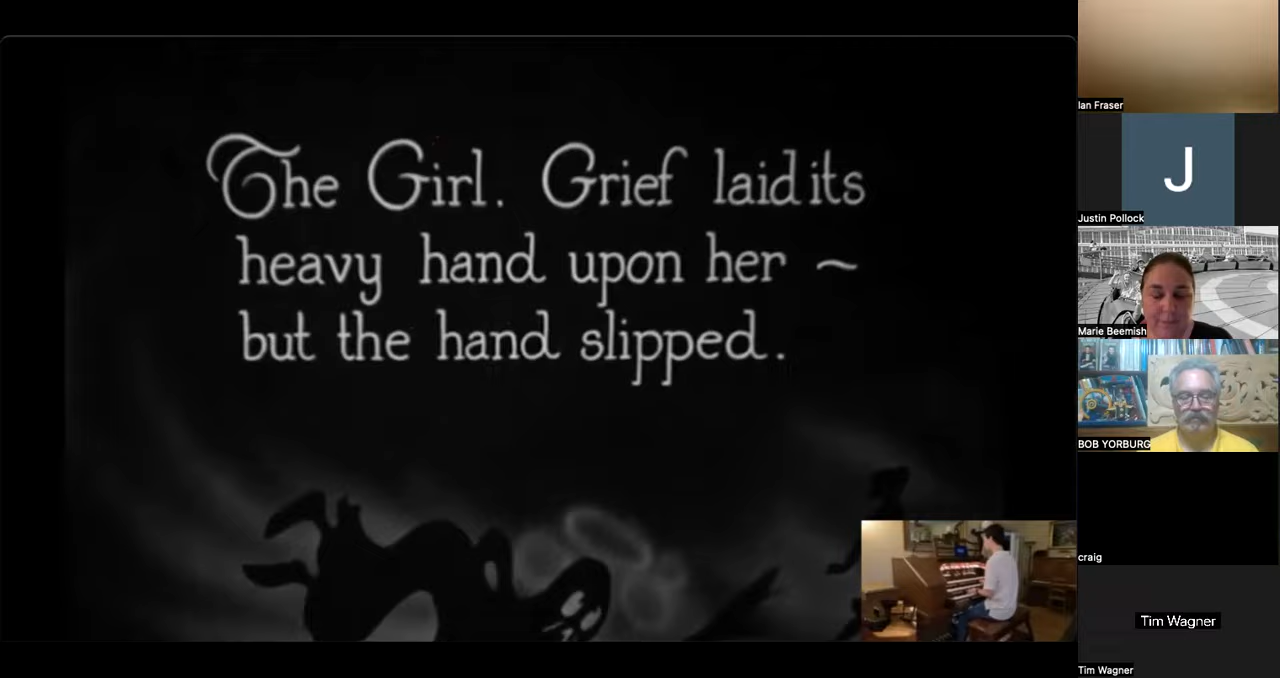 The Girl. Grief laid its
heavy hand upon her ~
but the hand slipped.
Ian Fraser
J
Justin Pollock
Marie Beemish
BOB YORBURG
craig
Tim Wagner
Tim Wagner